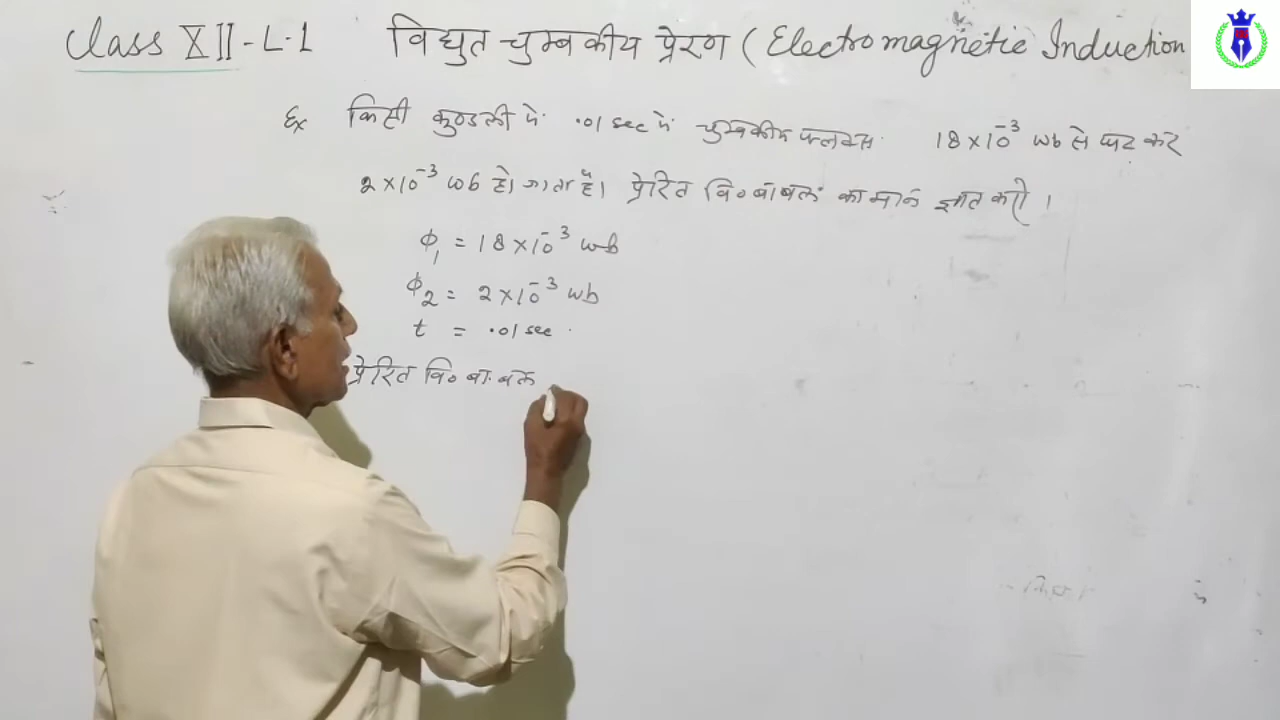 Class XII - L.1 विद्युत चुम्बकीय प्रेरण ( Electromagnetic Induction
Ex किसी कुण्डली में .01 sec में चुम्बकीय फ्लक्स 18 × 10⁻³ wb से घट कर
2 × 10⁻³ wb हो जाता है। प्रेरित वि० वा० बल का मान ज्ञात करो ।
ϕ₁ = 18 × 10⁻³ wb
ϕ₂ = 2 × 10⁻³ wb
t = .01 sec .
प्रेरित वि० वा. बल